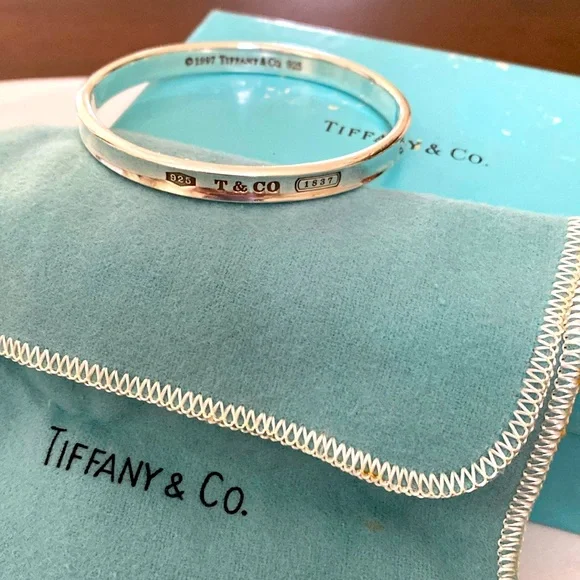 ©1997 TIFFANY & CO. 925
925 T & CO 1837
TIFFANY & CO.
TIFFANY & CO.